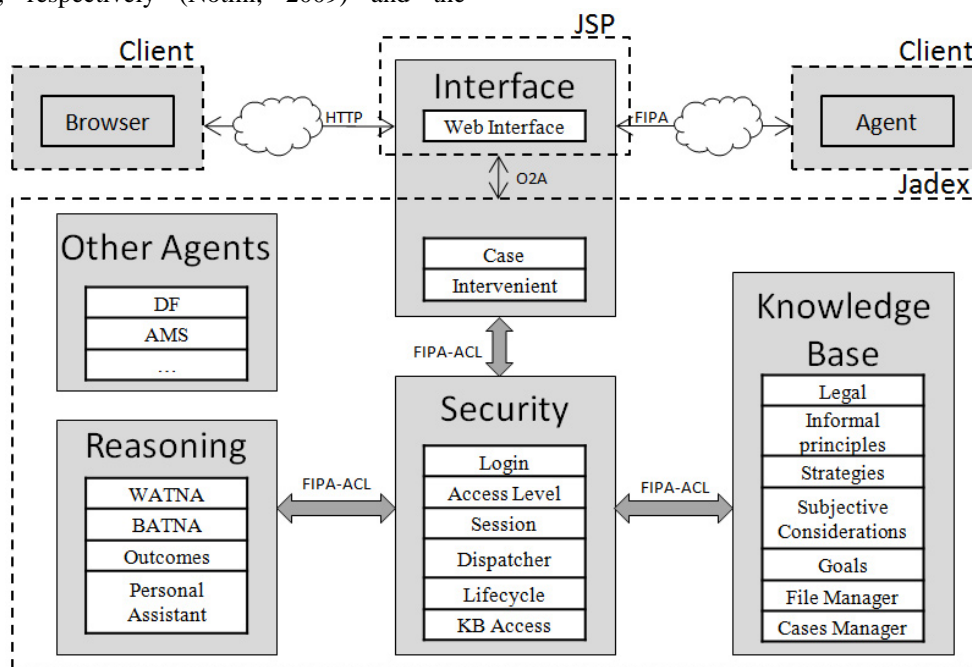 respectively (Notini, 2009) and the
JSP
Client
Client
Interface
Browser
HTTP
Web Interface
FIPA
Agent
O2A
Jadex
Other Agents
DF
AMS
...
Case
Intervenient
FIPA-ACL
Knowledge
Base
Legal
Informal
principles
Strategies
Subjective
Considerations
Goals
File Manager
Cases Manager
Security
Login
Access Level
Session
Dispatcher
Lifecycle
KB Access
FIPA-ACL
FIPA-ACL
Reasoning
WATNA
BATNA
Outcomes
Personal
Assistant